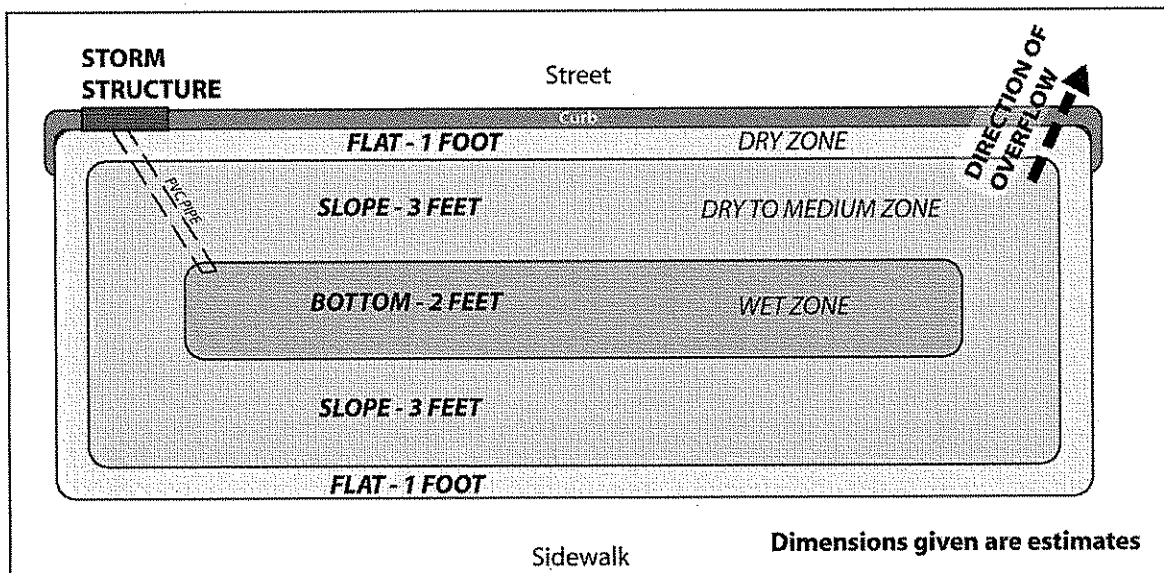 STORM
STRUCTURE
Street
DIRECTION OF
OVERFLOW
Curb
FLAT - 1 FOOT
DRY ZONE
PVC PIPE
SLOPE - 3 FEET
DRY TO MEDIUM ZONE
BOTTOM - 2 FEET
WET ZONE
SLOPE - 3 FEET
FLAT - 1 FOOT
Dimensions given are estimates
Sidewalk